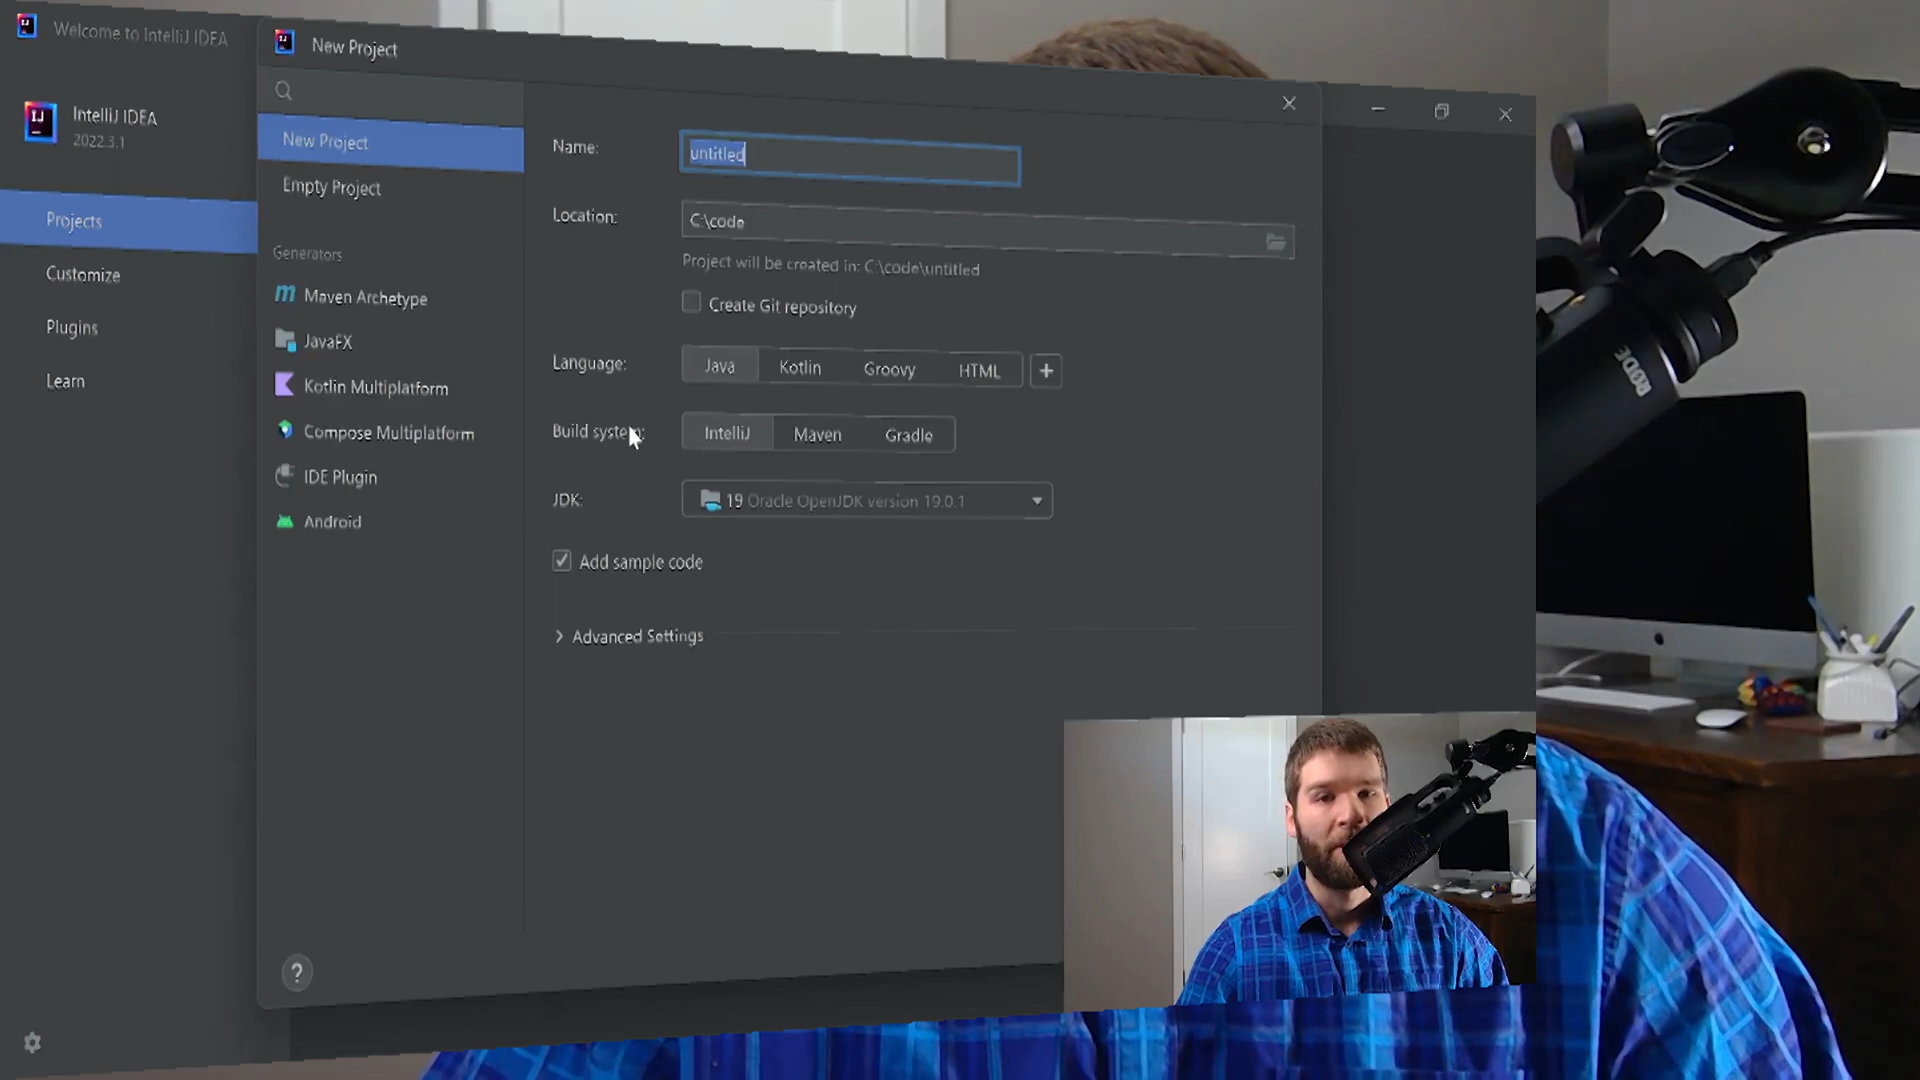 Welcome to IntelliJ IDEA
IntelliJ IDEA
2022.3.1
Projects
Customize
Plugins
Learn
New Project
New Project
Empty Project
Generators
Maven Archetype
JavaFX
Kotlin Multiplatform
Compose Multiplatform
IDE Plugin
Android
Name: untitled
Location: C:\code
Project will be created in: C:\code\untitled
Create Git repository
Language: Java Kotlin Groovy HTML +
Build system: IntelliJ Maven Gradle
JDK: 19 Oracle OpenJDK version 19.0.1
Add sample code
Advanced Settings
?
RØDE